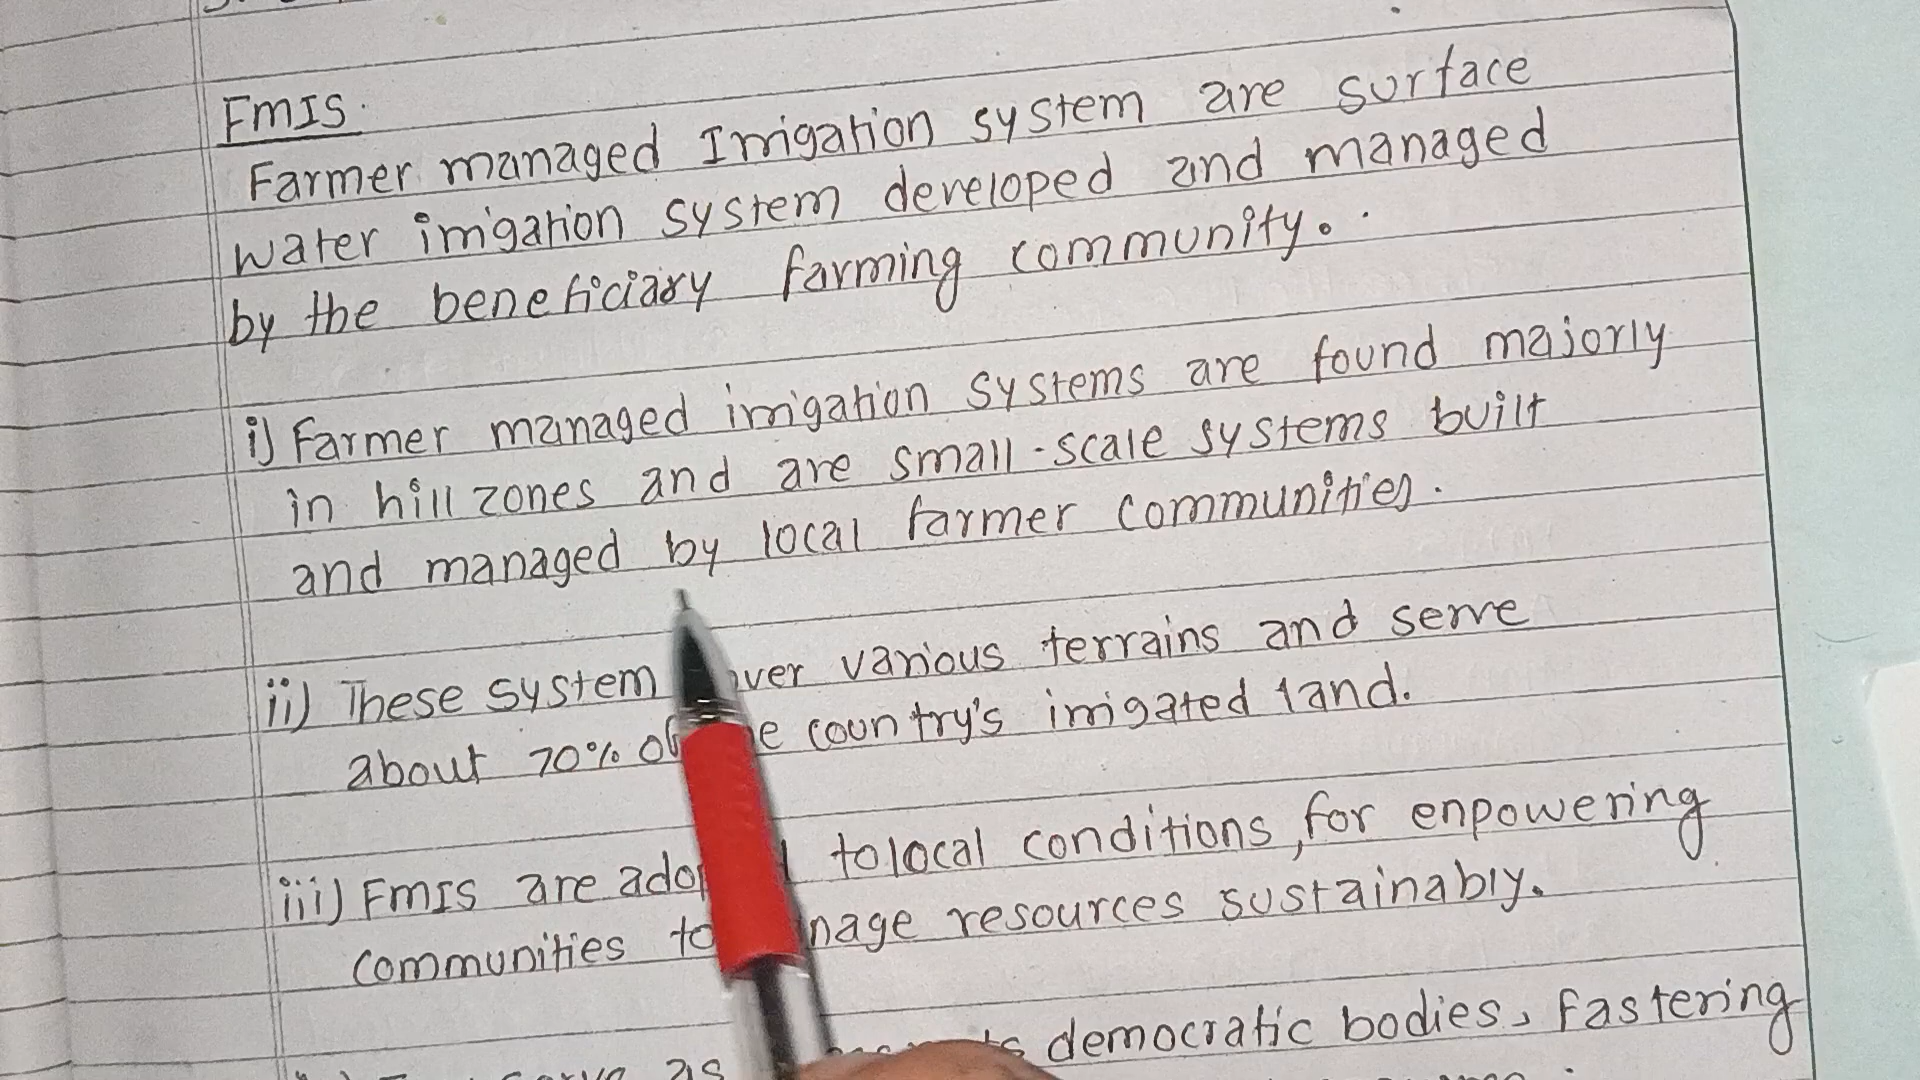 FMIS.
Farmer managed Irrigation system are surface
water irrigation system developed and managed
by the beneficiary farming community.
i) Farmer managed irrigation systems are found majorly
in hill zones and are small-scale systems built
and managed by local farmer communities.
ii) These system various terrains and serve
about 70% country's irrigated land.
iii) FMIS are to local conditions, for enpowering
communities to resources sustainably.
as democratic bodies, fastering